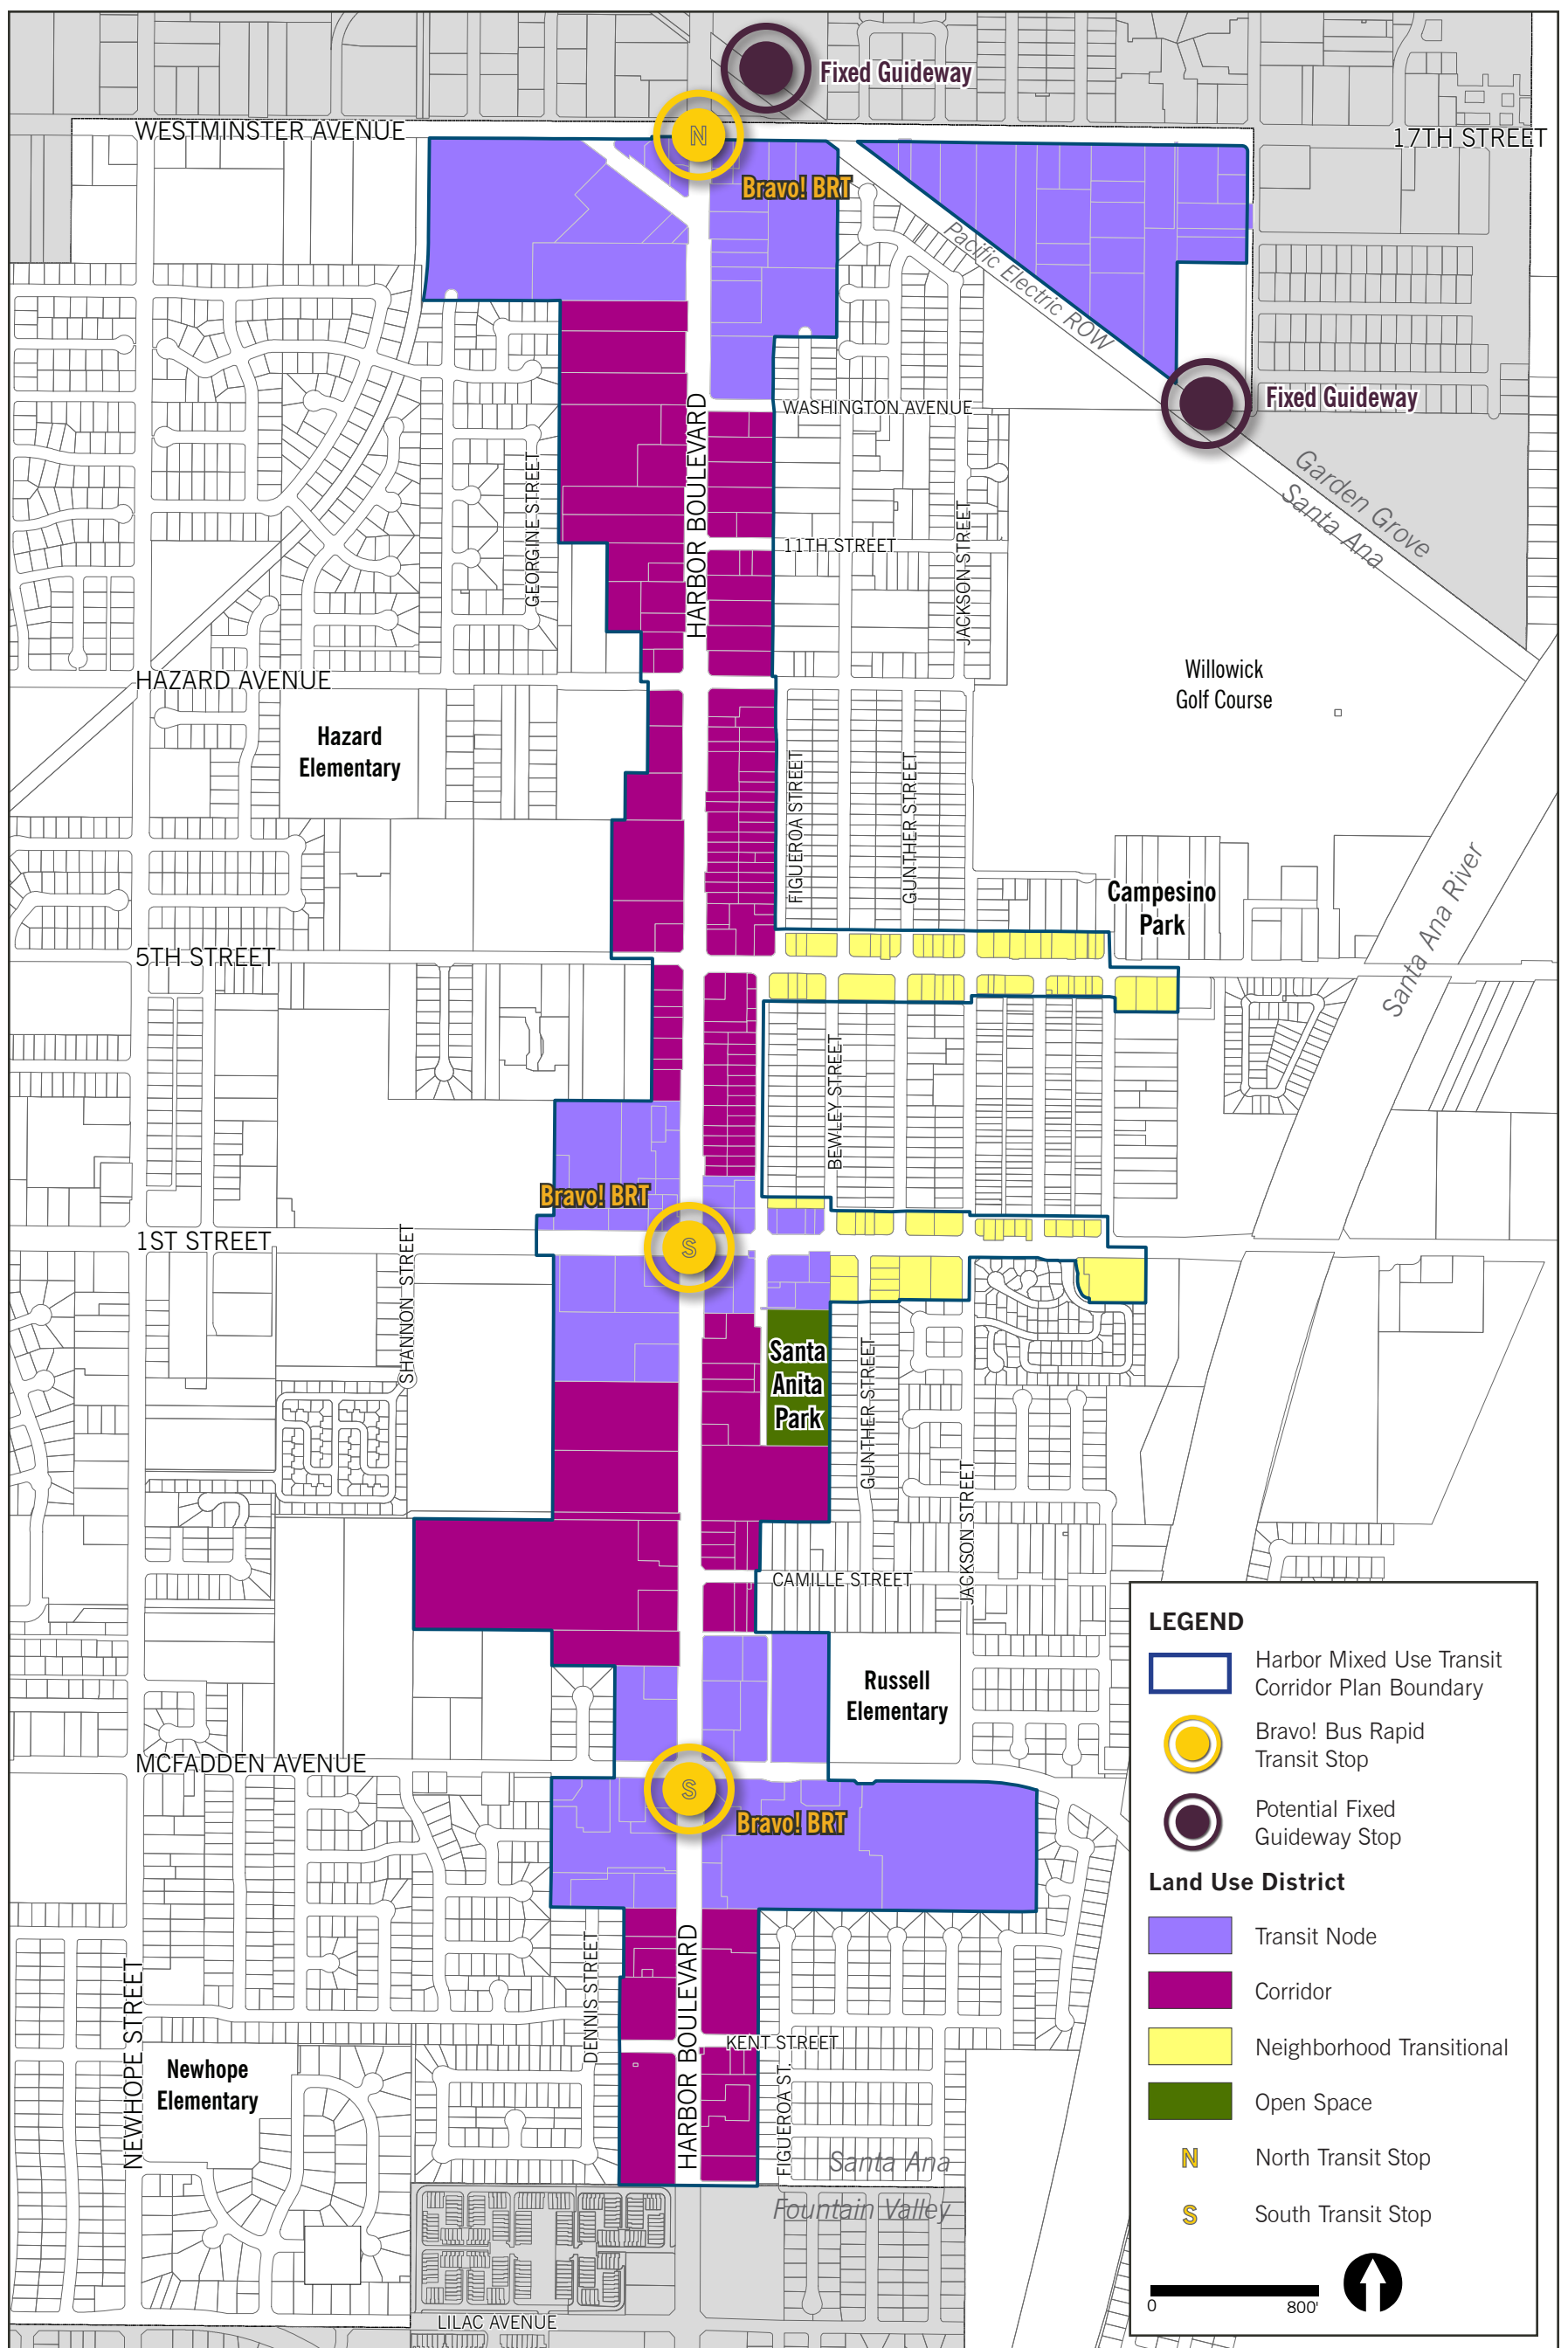 Fixed Guideway
WESTMINSTER AVENUE
N
17TH STREET
Bravo! BRT
Pacific Electric ROW
Fixed Guideway
WASHINGTON AVENUE
HARBOR BOULEVARD
GEORGINE STREET
Garden Grove
Santa Ana
JACKSON STREET
11TH STREET
HAZARD AVENUE
Willowick
Golf Course
Hazard
Elementary
FIGUEROA STREET
GUNTHER STREET
Campesino
Park
Santa Ana River
5TH STREET
BEWLEY STREET
Bravo! BRT
1ST STREET
S
SHANNON STREET
Santa
Anita
Park
GUNTHER STREET
JACKSON STREET
CAMILLE STREET
Russell
Elementary
MCFADDEN AVENUE
S
Bravo! BRT
DENNIS STREET
HARBOR BOULEVARD
NEWHOPE STREET
KENT STREET
Newhope
Elementary
FIGUEROA ST.
Santa Ana
Fountain Valley
LILAC AVENUE
LEGEND
Harbor Mixed Use Transit
Corridor Plan Boundary
Bravo! Bus Rapid
Transit Stop
Potential Fixed
Guideway Stop
Land Use District
Transit Node
Corridor
Neighborhood Transitional
Open Space
N North Transit Stop
S South Transit Stop
0 800'